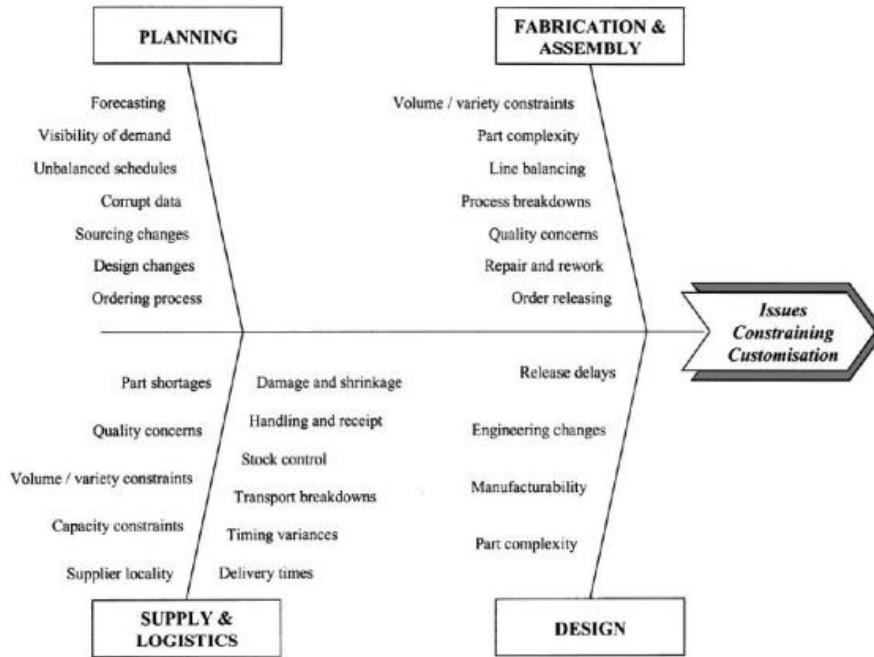 PLANNING
Forecasting
Visibility of demand
Unbalanced schedules
Corrupt data
Sourcing changes
Design changes
Ordering process
FABRICATION &
ASSEMBLY
Volume / variety constraints
Part complexity
Line balancing
Process breakdowns
Quality concerns
Repair and rework
Order releasing
Issues
Constraining
Customisation
Part shortages
Quality concerns
Volume / variety constraints
Capacity constraints
Supplier locality
Damage and shrinkage
Handling and receipt
Stock control
Transport breakdowns
Timing variances
Delivery times
SUPPLY &
LOGISTICS
Release delays
Engineering changes
Manufacturability
Part complexity
DESIGN